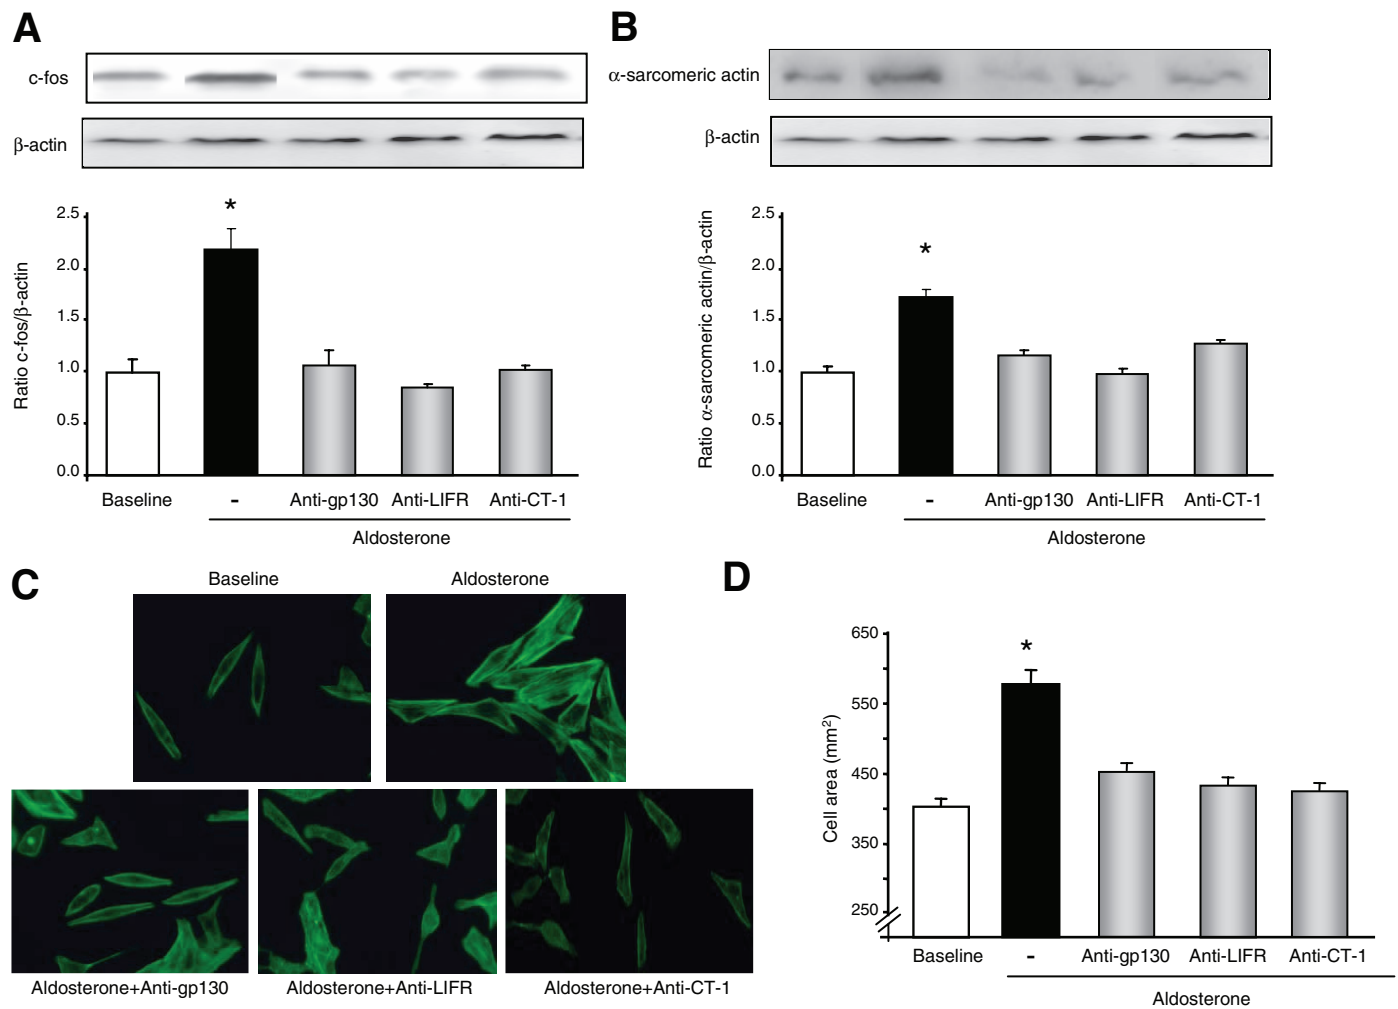 A
c-fos
β-actin
Ratio c-fos/β-actin
2.5
*
2.0
1.5
1.0
0.5
0.0
Baseline - Anti-gp130 Anti-LIFR Anti-CT-1
Aldosterone
B
α-sarcomeric actin
β-actin
Ratio α-sarcomeric actin/β-actin
2.5
*
2.0
1.5
1.0
0.5
0.0
Baseline - Anti-gp130 Anti-LIFR Anti-CT-1
Aldosterone
C
Baseline Aldosterone
Aldosterone+Anti-gp130 Aldosterone+Anti-LIFR Aldosterone+Anti-CT-1
D
Cell area (mm²)
650
*
550
450
350
250
Baseline - Anti-gp130 Anti-LIFR Anti-CT-1
Aldosterone